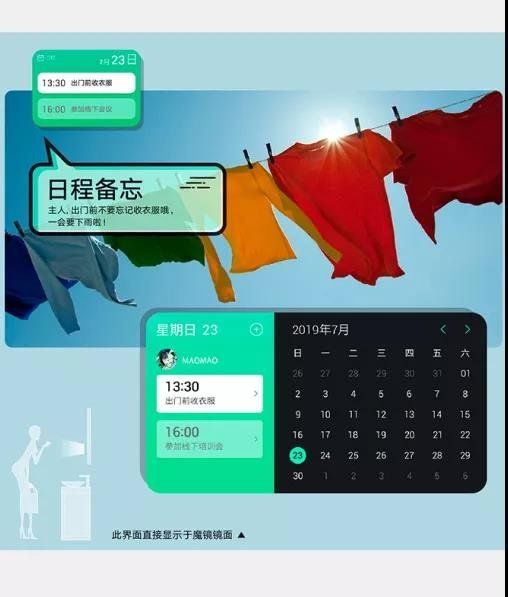 7月 23日
13:30 出门前收衣服
16:00 参加线下会议
日程备忘
主人,出门前不要忘记收衣服哦,
一会要下雨啦!
星期日 23
MAOMAO
13:30
出门前收衣服
16:00
参加线下培训会
2019年7月
日 一 二 三 四 五 六
26 27 28 29 30 31 01
2 3 4 5 6 7 8
9 10 11 12 13 14 15
16 17 18 19 20 21 22
23 24 25 26 27 28 29
30 1 2 3 4 5 6
此界面直接显示于魔镜镜面 ▲